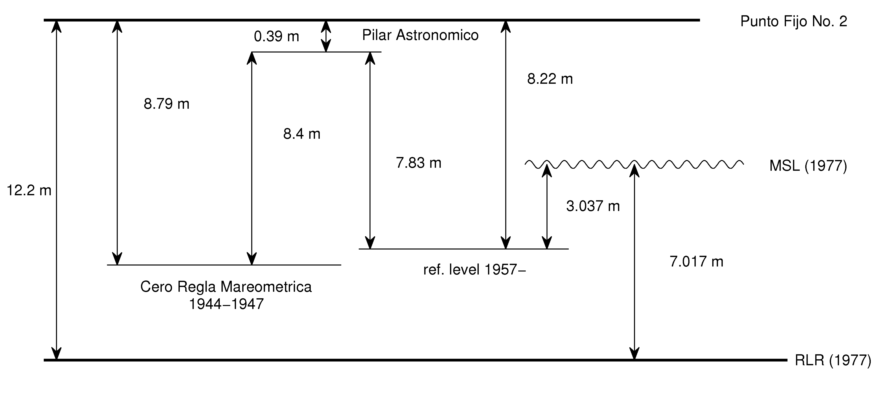 Punto Fijo No. 2
0.39 m
Pilar Astronomico
8.22 m
8.79 m
8.4 m
7.83 m
MSL (1977)
12.2 m
3.037 m
7.017 m
ref. level 1957–
Cero Regla Mareometrica
1944–1947
RLR (1977)